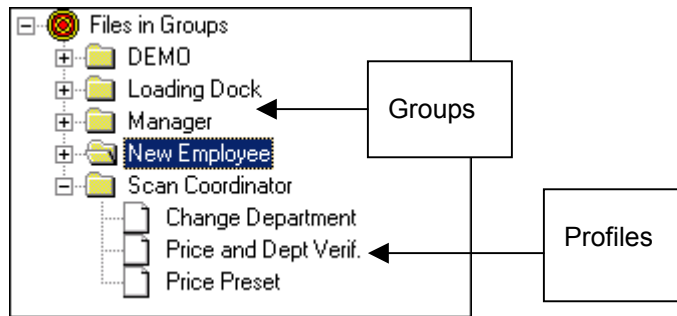 Files in Groups
DEMO
Loading Dock
Groups
Manager
New Employee
Scan Coordinator
Change Department
Price and Dept Verif.
Profiles
Price Preset